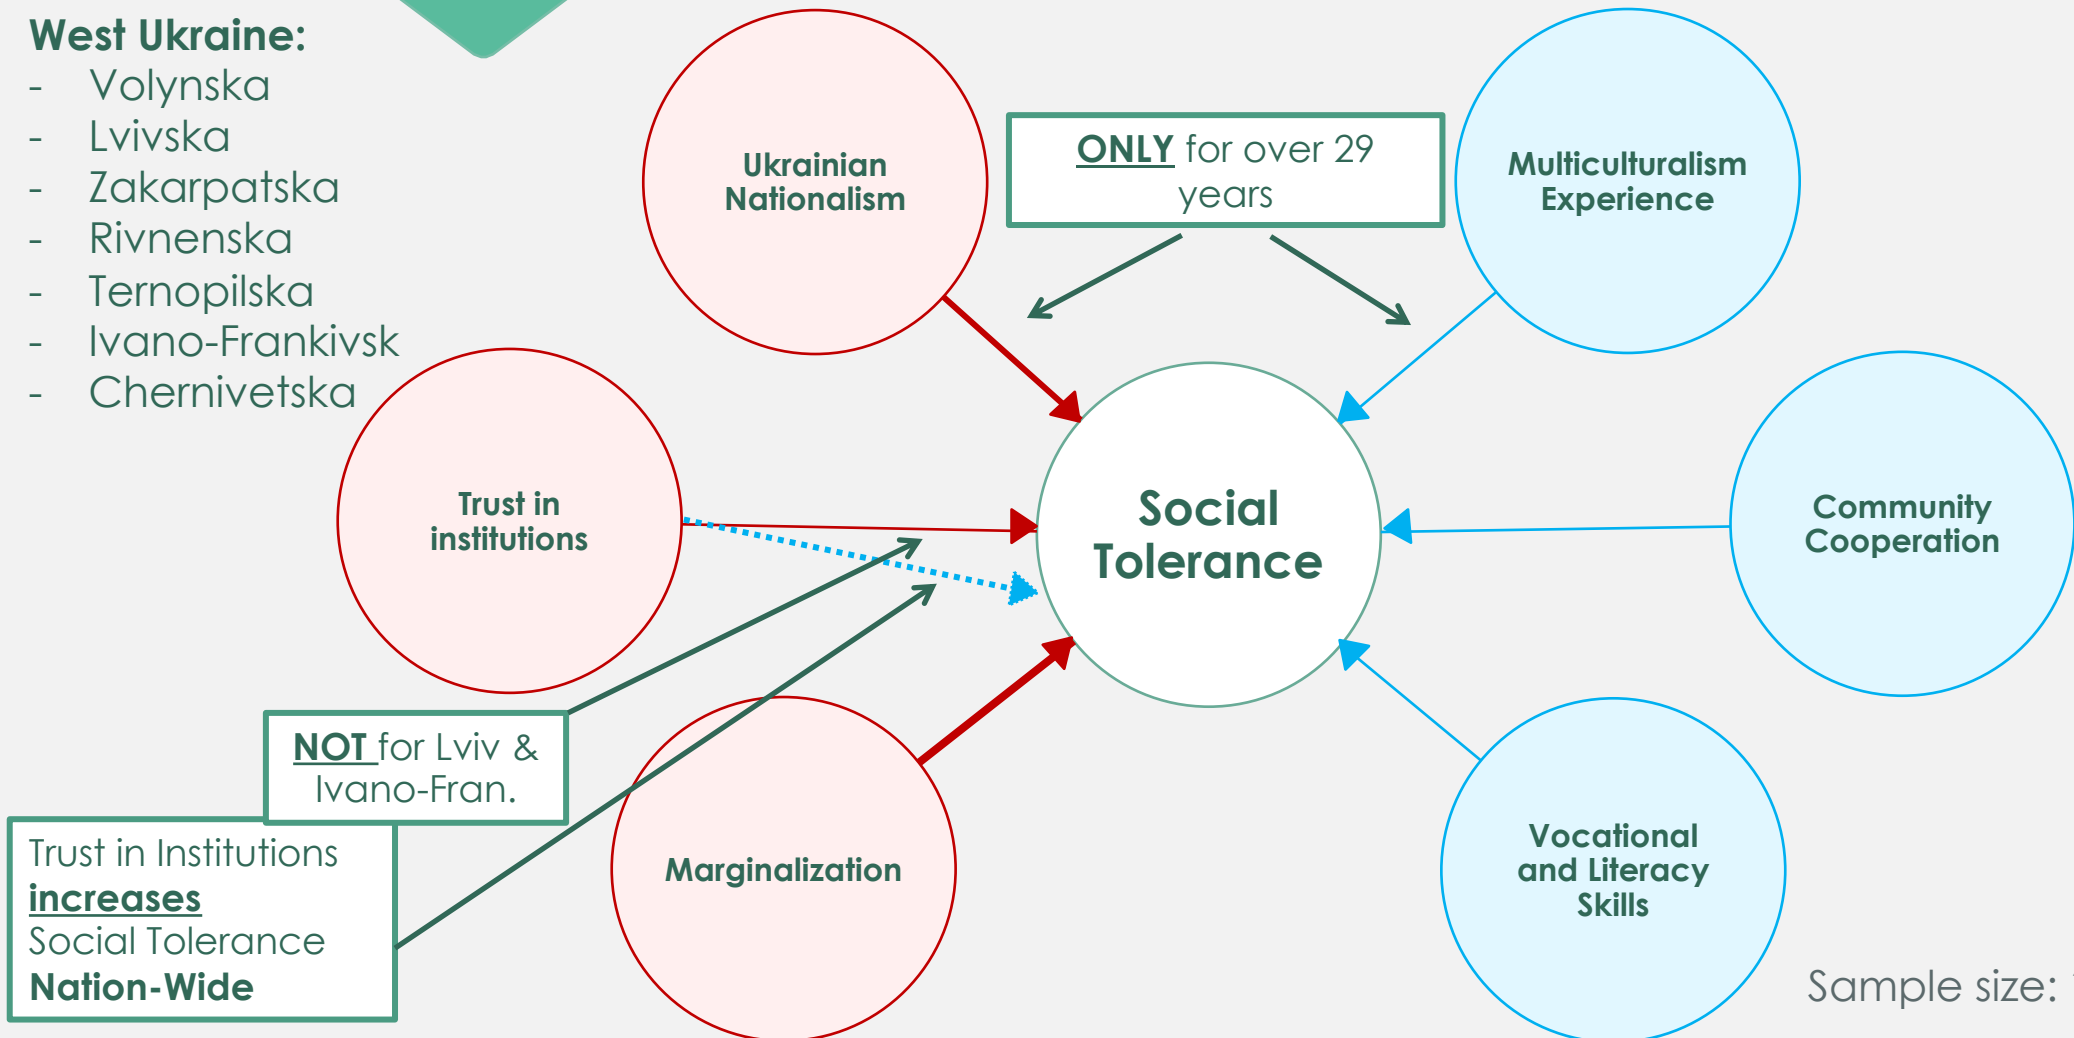 West Ukraine:
- Volynska
- Lvivska
- Zakarpatska
- Rivnenska
- Ternopilska
- Ivano-Frankivsk
- Chernivetska
Ukrainian
Nationalism
ONLY for over 29
years
Multiculturalism
Experience
Trust in
institutions
Social
Tolerance
Community
Cooperation
NOT for Lviv &
Ivano-Fran.
Trust in Institutions
increases
Social Tolerance
Nation-Wide
Marginalization
Vocational
and Literacy
Skills
Sample size: